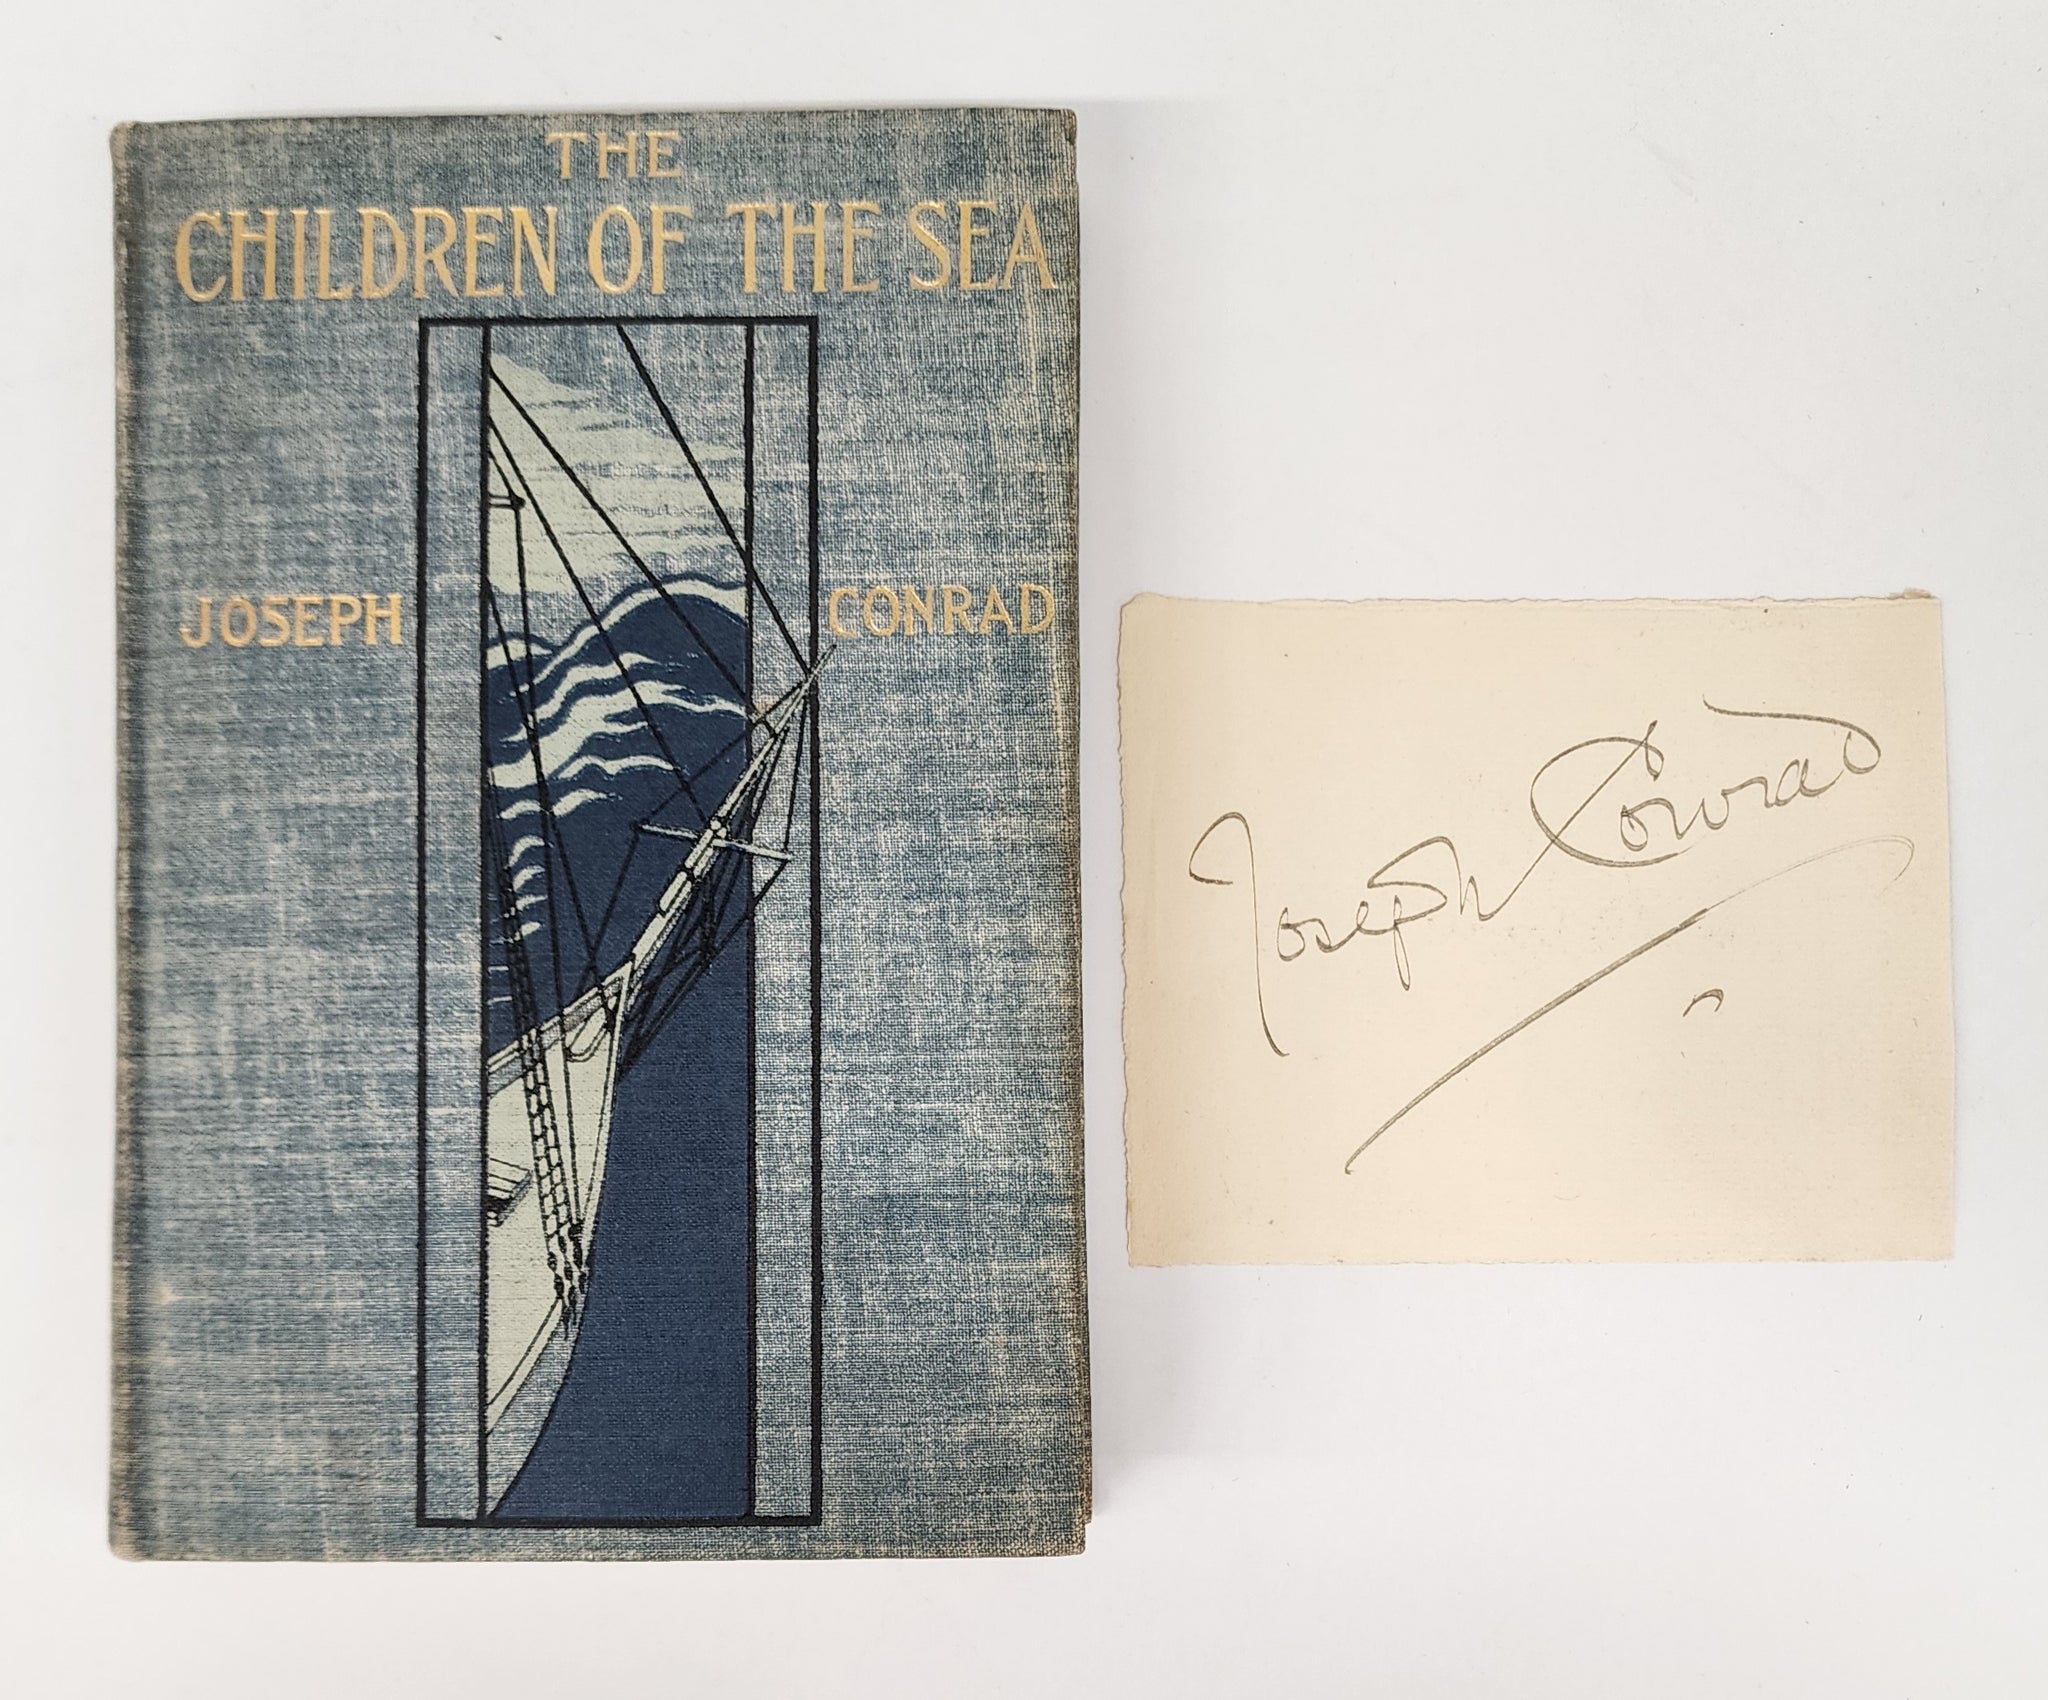 THE
CHILDREN OF THE SEA
JOSEPH CONRAD
Joseph Conrad